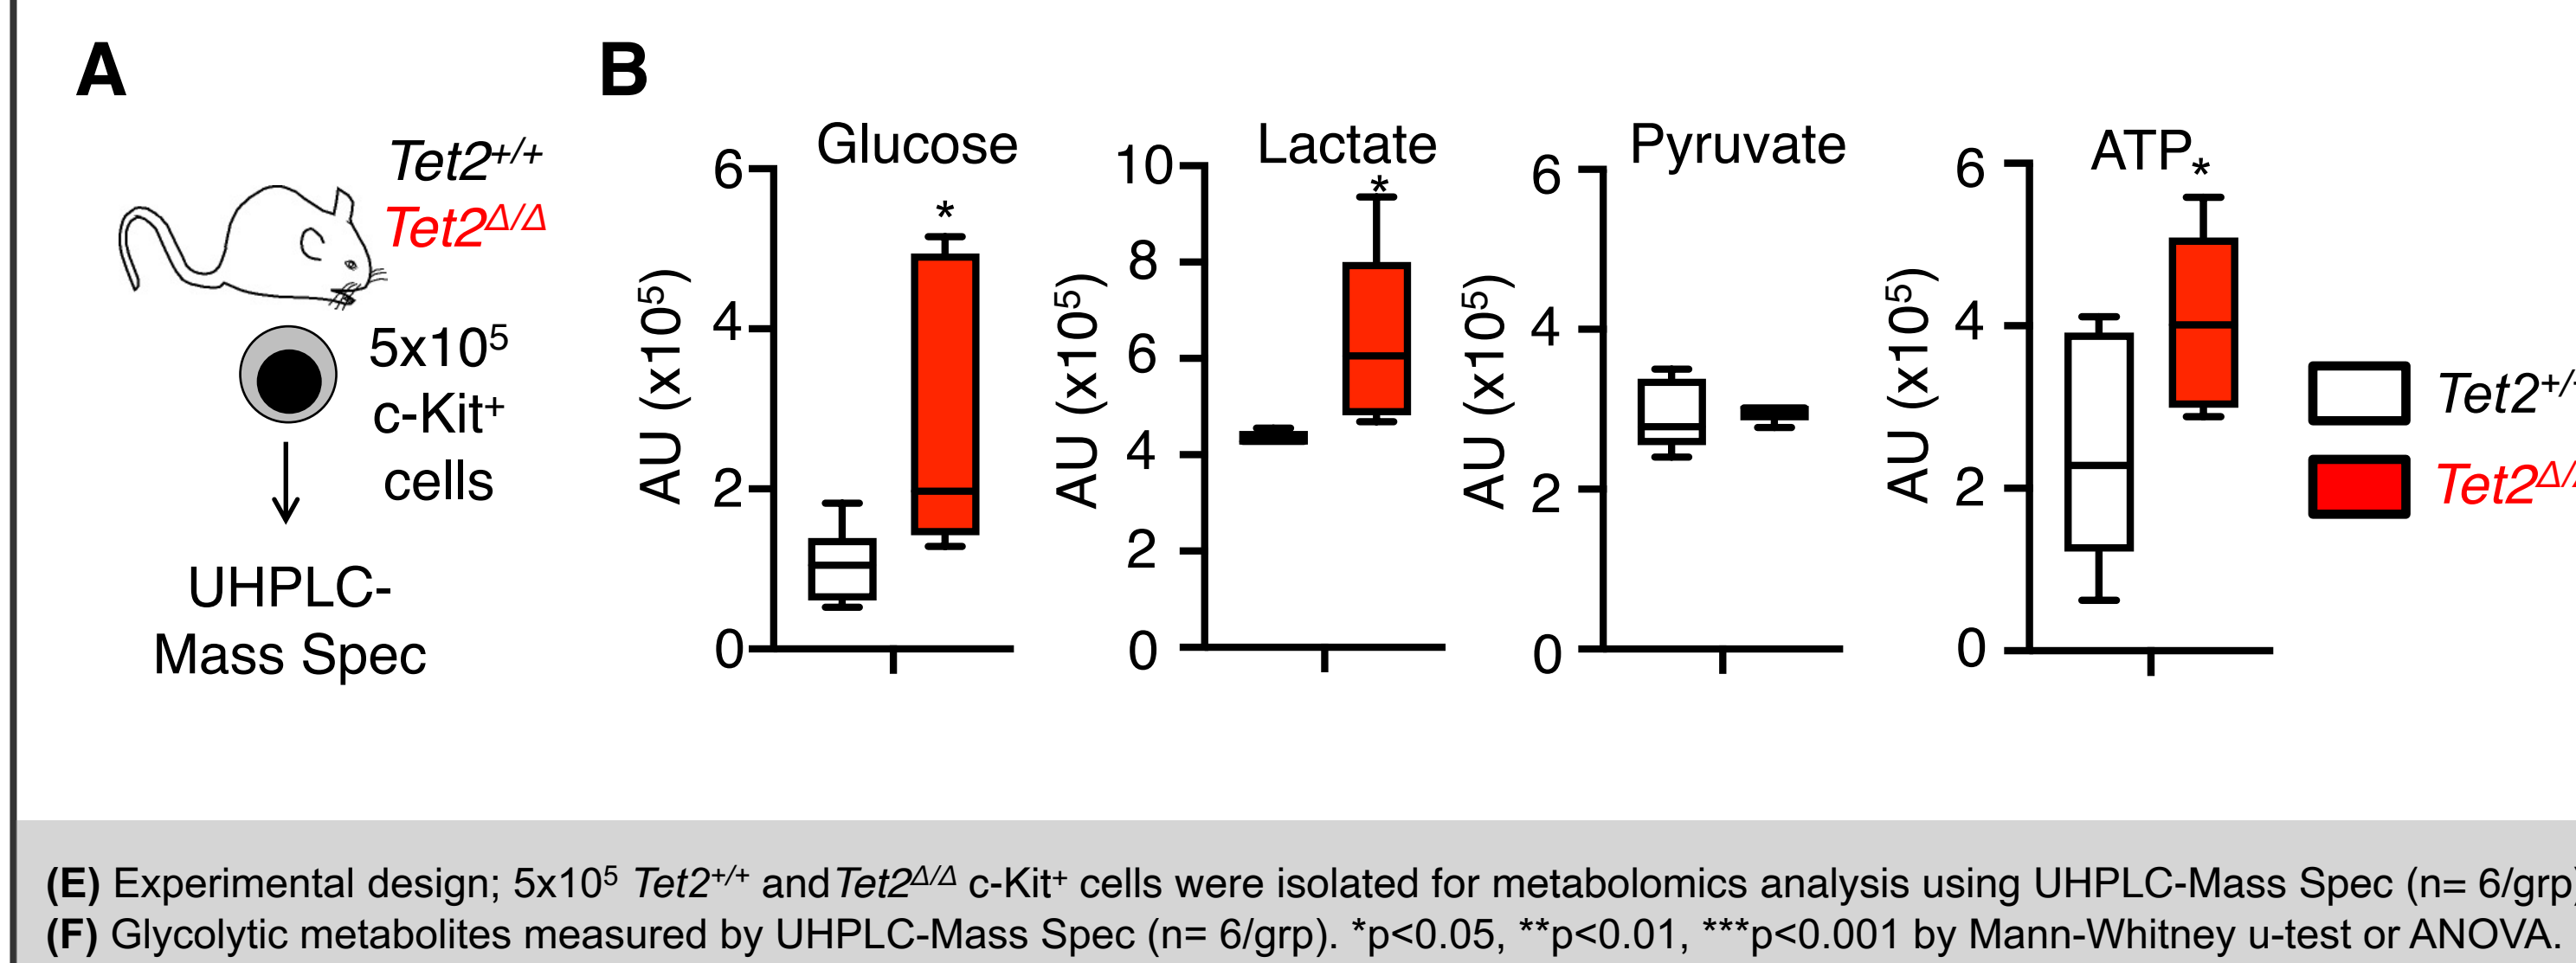 A
Tet2+/+
Tet2Δ/Δ
5x10⁵
c-Kit+
cells
UHPLC-
Mass Spec
B
Glucose
*
AU (x10⁵)
6
4
2
0
Lactate
*
AU (x10⁵)
10
8
6
4
2
0
Pyruvate
AU (x10⁵)
6
4
2
0
ATP
*
AU (x10⁵)
6
4
2
0
Tet2+/
Tet2Δ/
(E) Experimental design; 5x10⁵ Tet2+/+ and Tet2Δ/Δ c-Kit+ cells were isolated for metabolomics analysis using UHPLC-Mass Spec (n= 6/grp)
(F) Glycolytic metabolites measured by UHPLC-Mass Spec (n= 6/grp). *p<0.05, **p<0.01, ***p<0.001 by Mann-Whitney u-test or ANOVA.